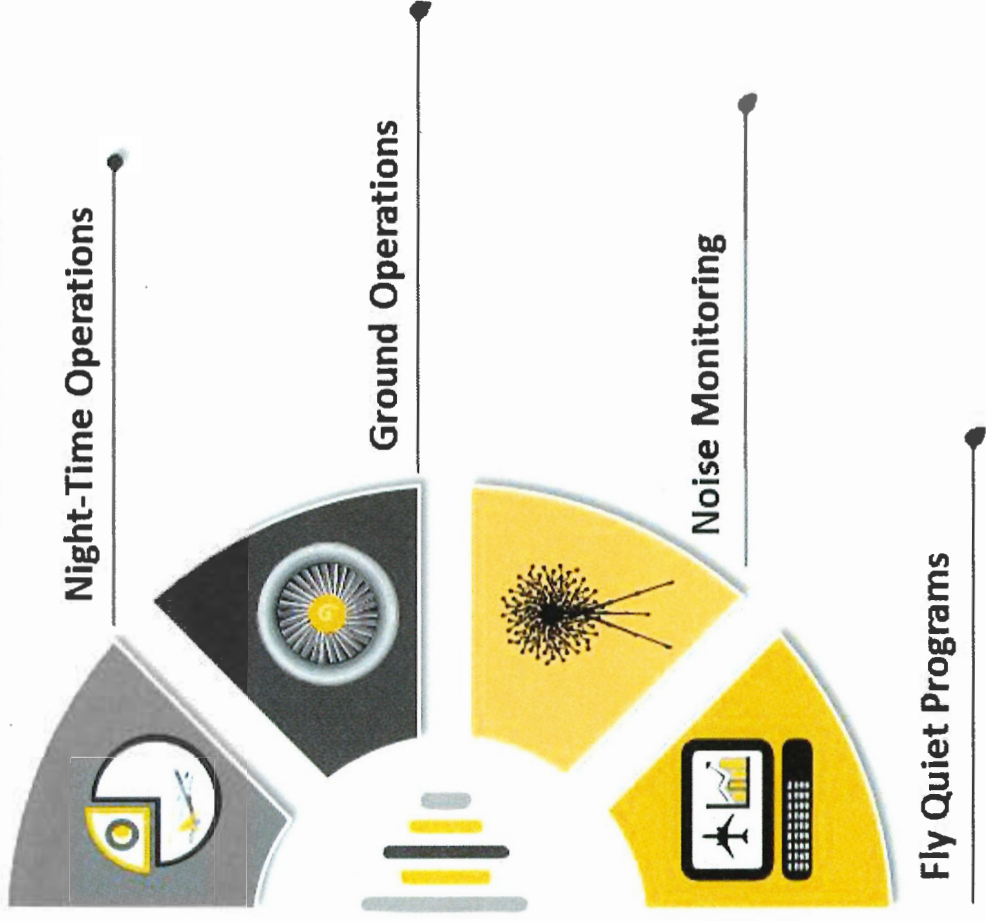 Night-Time Operations
Ground Operations
Noise Monitoring
Fly Quiet Programs